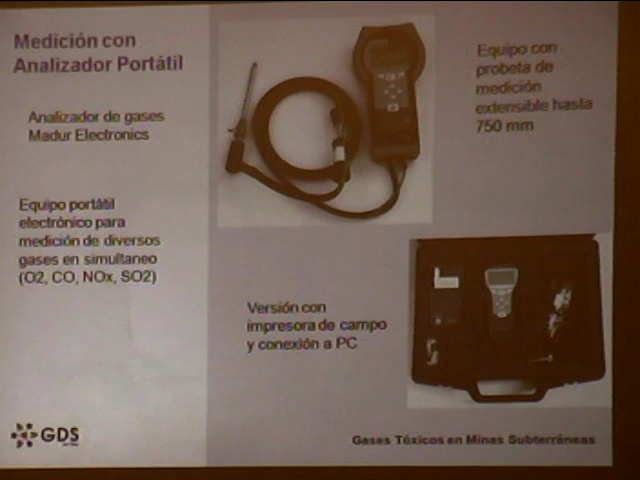 Medición con
Analizador Portátil
Analizador de gases
Madur Electronics
Equipo con
probeta de
medición
extensible hasta
750 mm
Equipo portátil
electrónico para
medición de diversos
gases en simultaneo
(O2, CO, NOx, SO2)
Versión con
impresora de campo
y conexión a PC
GDS
Gases Tóxicos en Minas Subterráneas